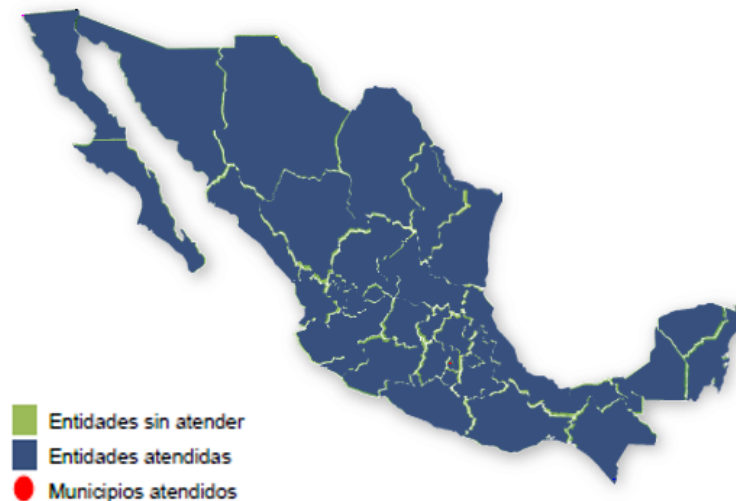 Entidades sin atender
Entidades atendidas
Municipios atendidos